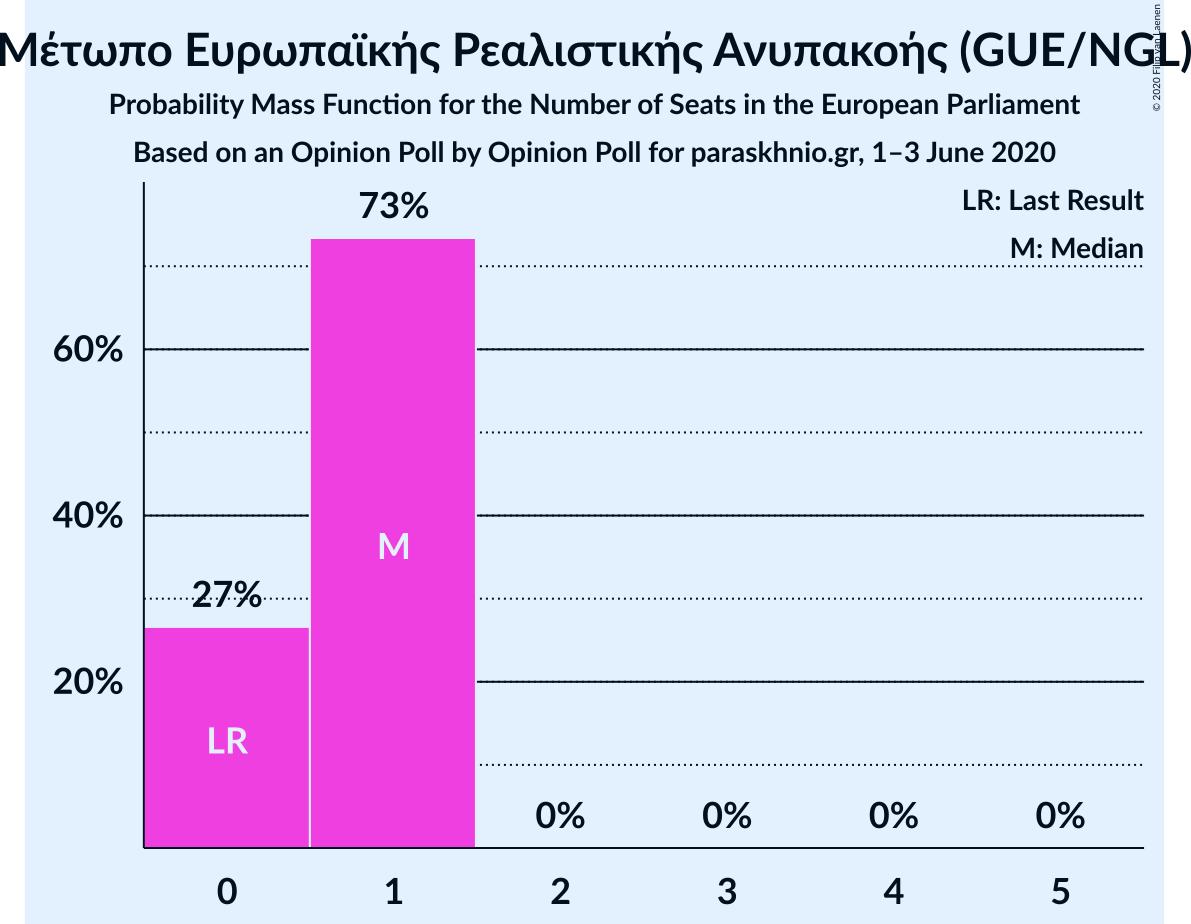 Μέτωπο Ευρωπαϊκής Ρεαλιστικής Ανυπακοής (GUE/NGL)
© 2020 Filip van Laenen
Probability Mass Function for the Number of Seats in the European Parliament
Based on an Opinion Poll by Opinion Poll for paraskhnio.gr, 1–3 June 2020
LR: Last Result
M: Median
73%
60%
40%
M
27%
20%
LR
0% 0% 0% 0%
0 1 2 3 4 5